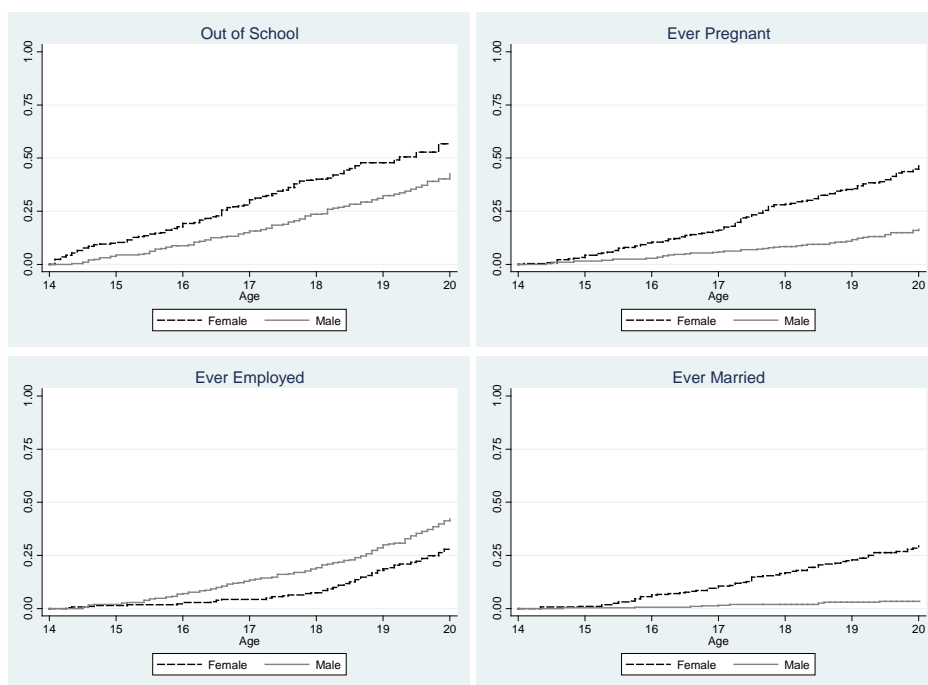 Out of School
1.00
0.75
0.50
0.25
0.00
14 15 16 17 18 19 20
Age
Female Male
Ever Pregnant
1.00
0.75
0.50
0.25
0.00
14 15 16 17 18 19 20
Age
Female Male
Ever Employed
1.00
0.75
0.50
0.25
0.00
14 15 16 17 18 19 20
Age
Female Male
Ever Married
1.00
0.75
0.50
0.25
0.00
14 15 16 17 18 19 20
Age
Female Male